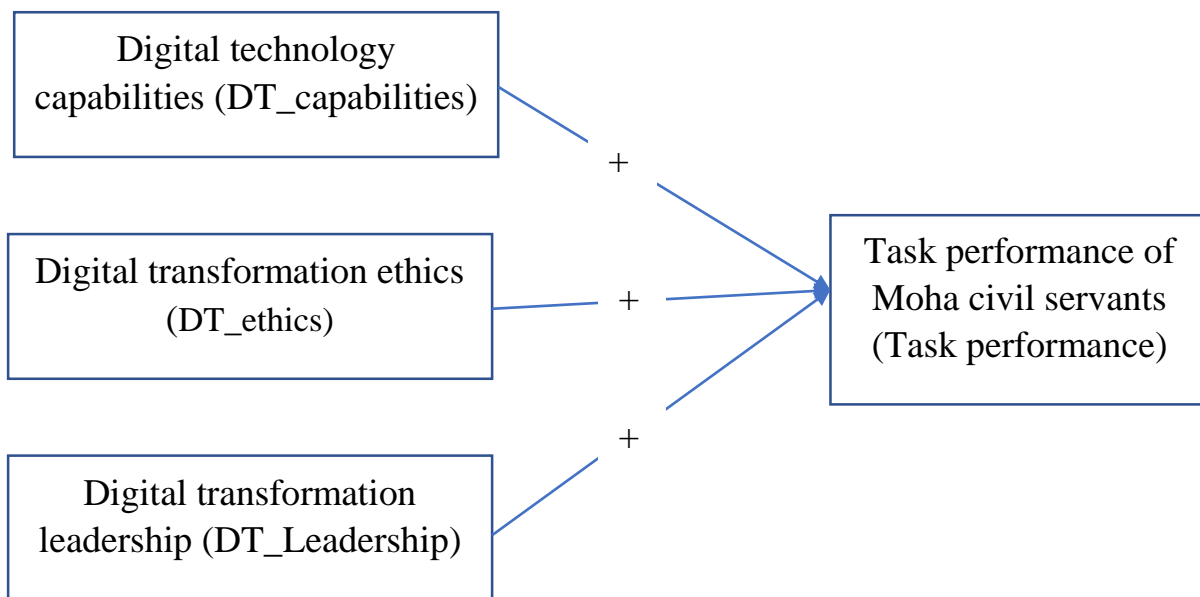 Digital technology
capabilities (DT_capabilities)
+
Digital transformation ethics
(DT_ethics)
+
Digital transformation
leadership (DT_Leadership)
+
Task performance of
Moha civil servants
(Task performance)